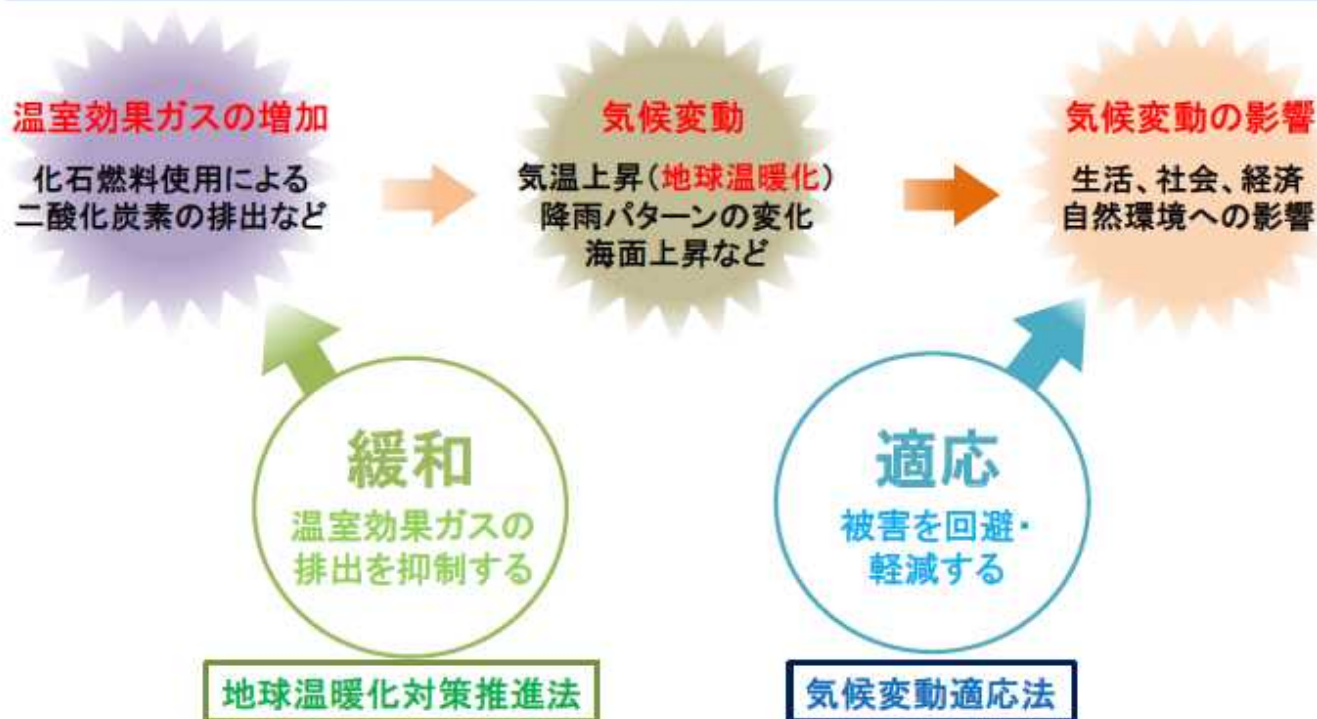 温室効果ガスの増加
化石燃料使用による
二酸化炭素の排出など
気候変動
気温上昇(地球温暖化)
降雨パターンの変化
海面上昇など
気候変動の影響
生活、社会、経済
自然環境への影響
緩和
温室効果ガスの
排出を抑制する
地球温暖化対策推進法
適応
被害を回避・
軽減する
気候変動適応法